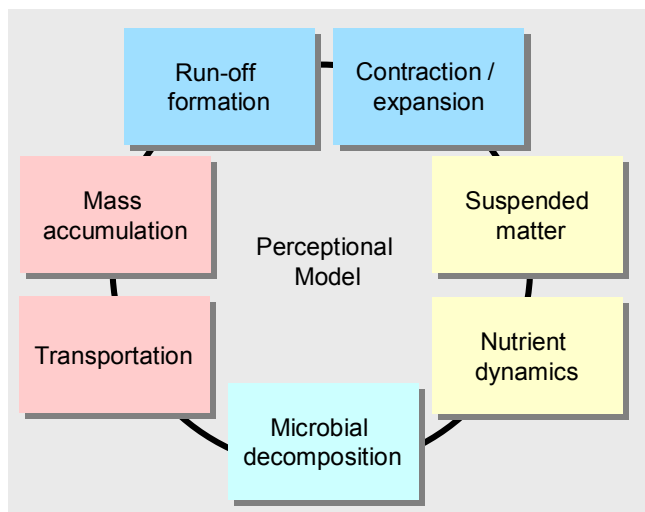 Run-off
formation
Contraction /
expansion
Mass
accumulation
Suspended
matter
Perceptional
Model
Transportation
Nutrient
dynamics
Microbial
decomposition